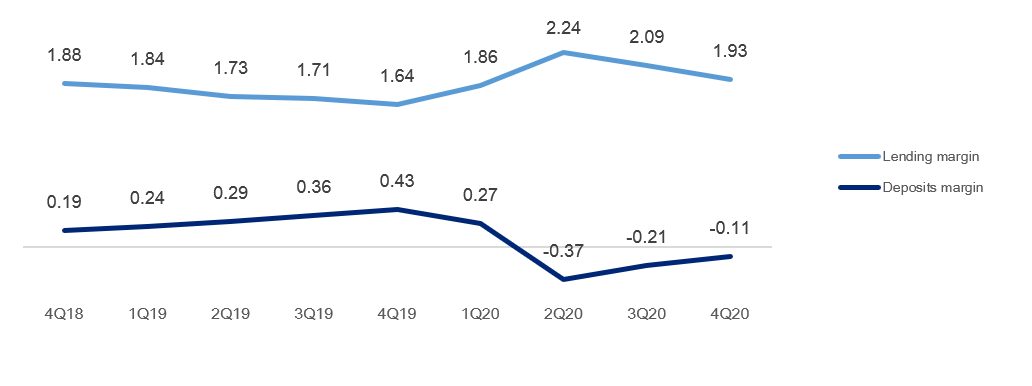 1.88 1.84 1.73 1.71 1.64 1.86 2.24 2.09 1.93
Lending margin
Deposits margin
0.19 0.24 0.29 0.36 0.43 0.27 -0.37 -0.21 -0.11
4Q18 1Q19 2Q19 3Q19 4Q19 1Q20 2Q20 3Q20 4Q20